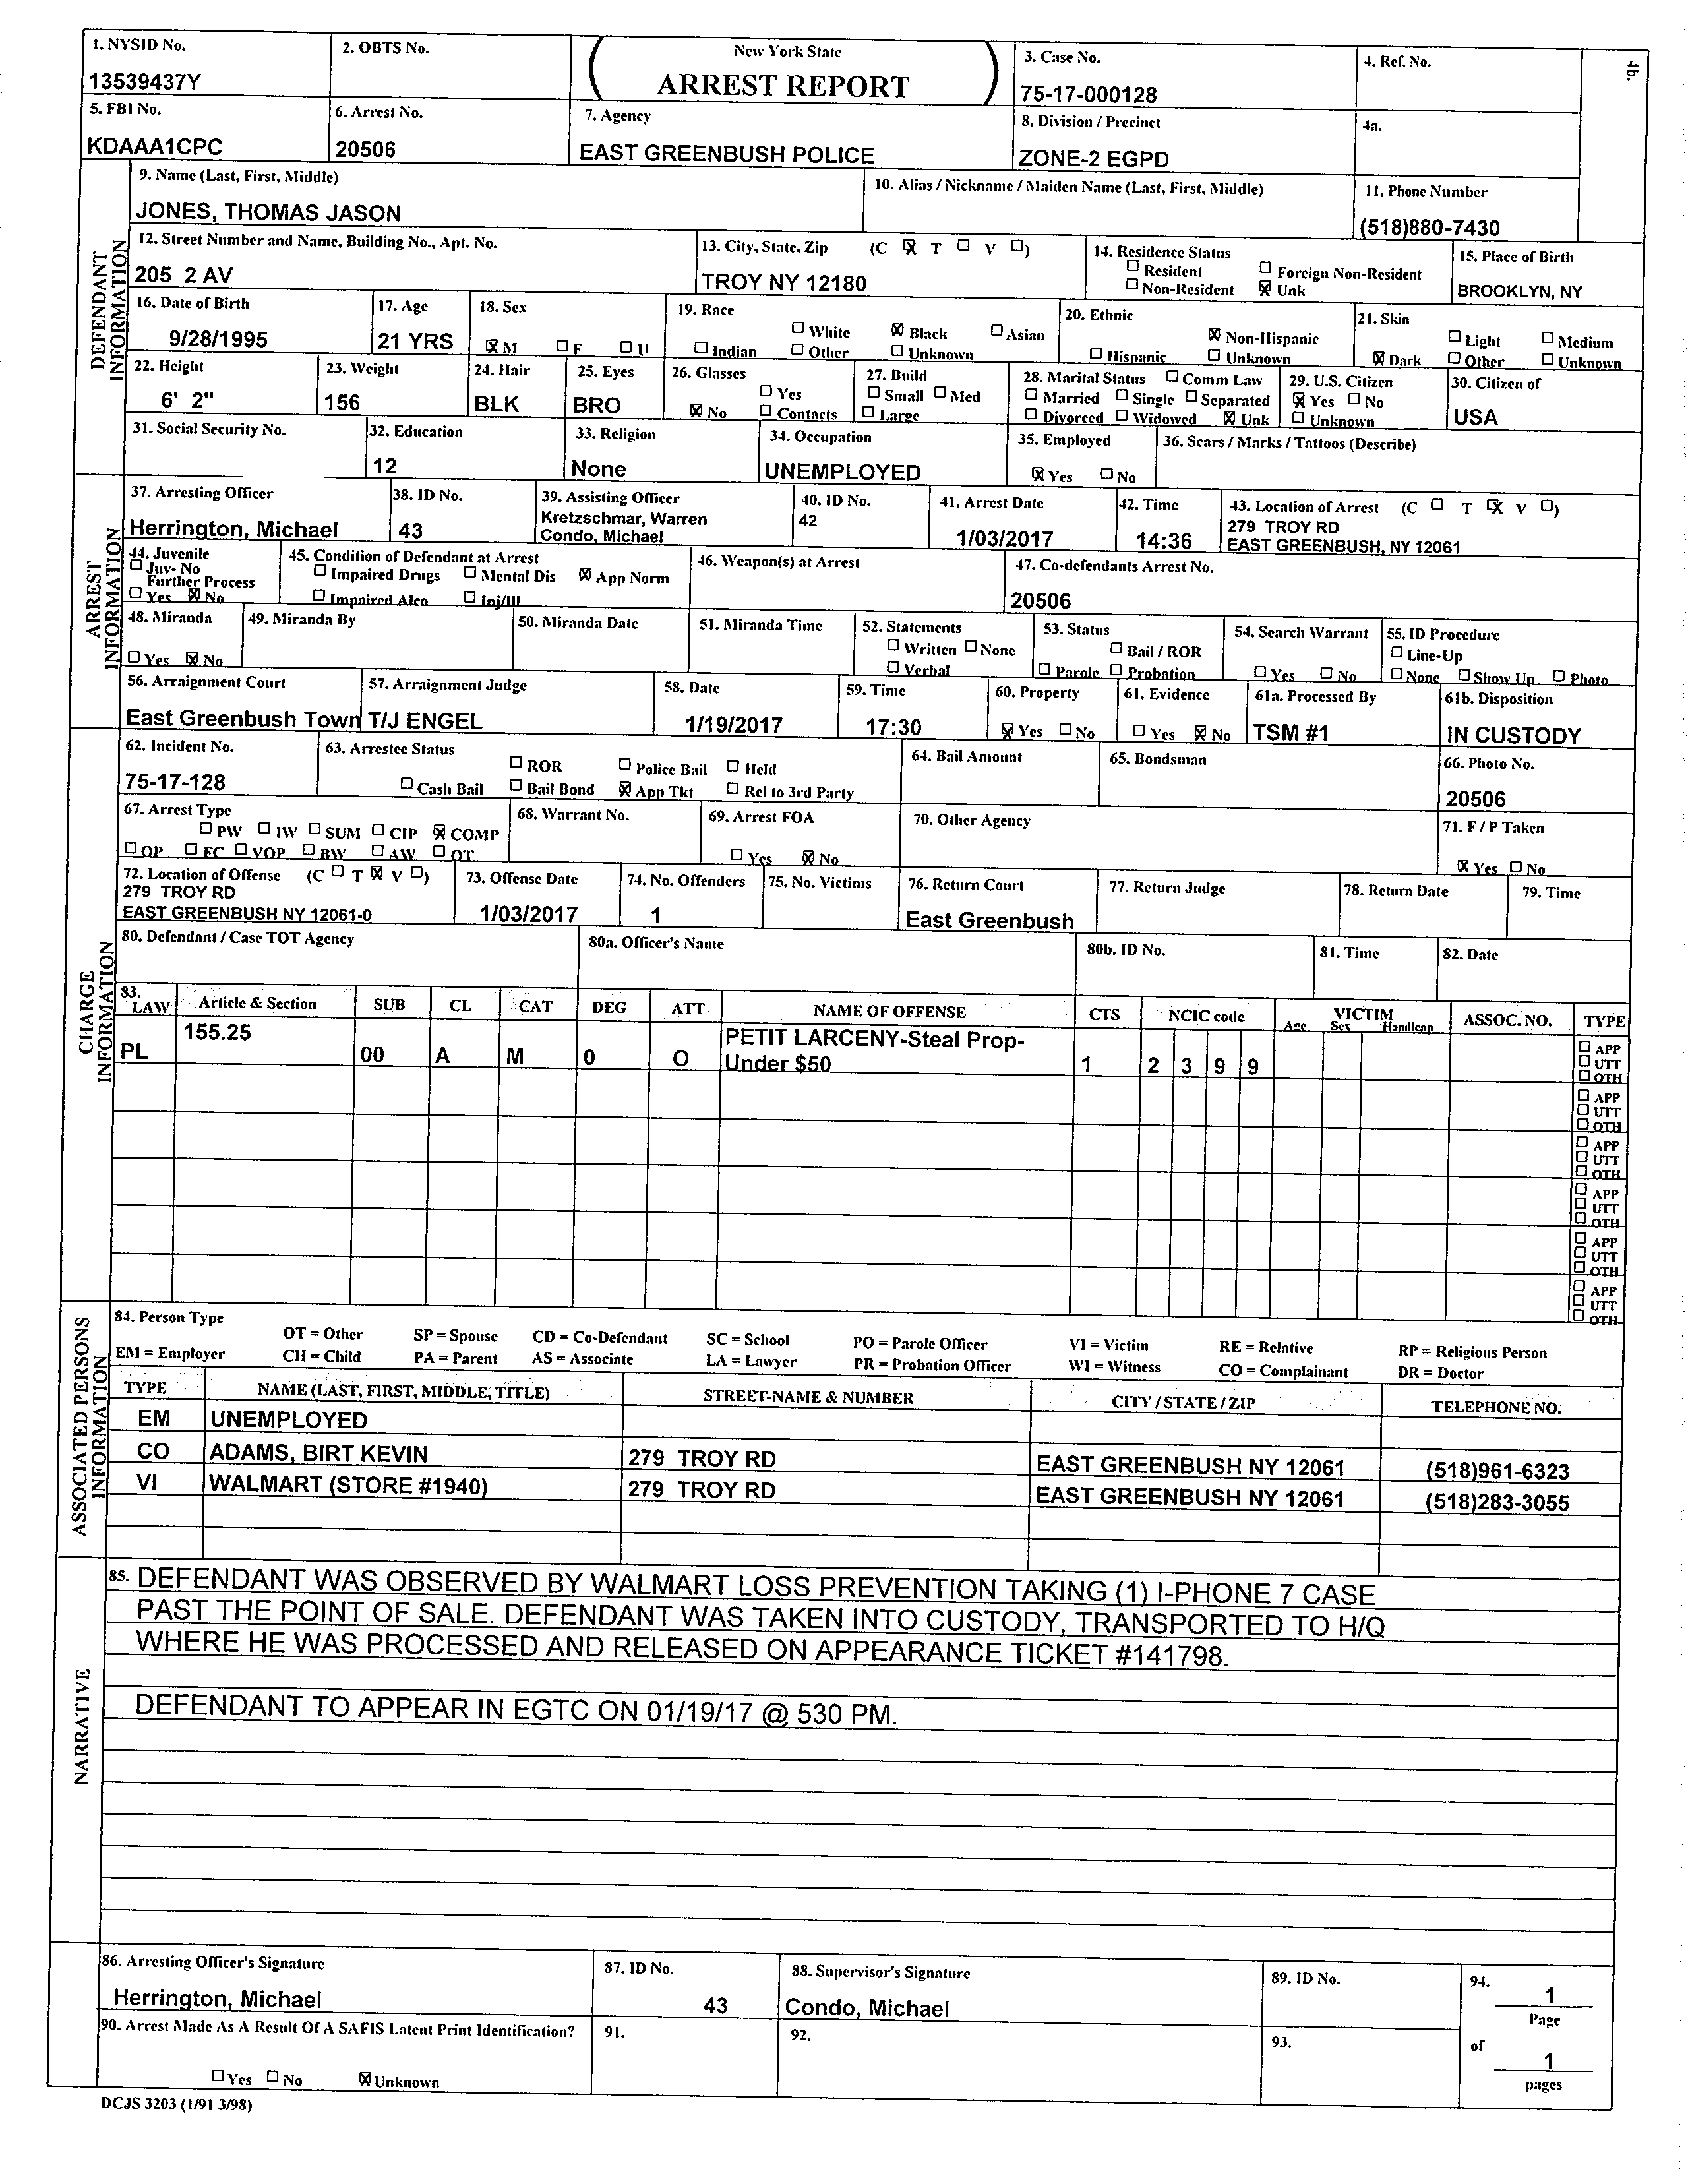 1. NYSID No.
13539437Y
2. OBTS No.
New York State
ARREST REPORT
3. Case No.
75-17-000128
4. Ref. No.
4b.
5. FBI No.
KDAAA1CPC
6. Arrest No.
20506
7. Agency
EAST GREENBUSH POLICE
8. Division / Precinct
ZONE-2 EGPD
4a.
DEFENDANT INFORMATION
9. Name (Last, First, Middle)
JONES, THOMAS JASON
10. Alias / Nickname / Maiden Name (Last, First, Middle)
11. Phone Number
(518)880-7430
12. Street Number and Name, Building No., Apt. No.
205 2 AV
13. City, State, Zip (C ☒ T ☐ V ☐)
TROY NY 12180
14. Residence Status
☐ Resident ☐ Foreign Non-Resident
☐ Non-Resident ☒ Unk
15. Place of Birth
BROOKLYN, NY
16. Date of Birth
9/28/1995
17. Age
21 YRS
18. Sex
☒ M ☐ F ☐ U
19. Race
☐ White ☒ Black ☐ Asian
☐ Indian ☐ Other ☐ Unknown
20. Ethnic
☒ Non-Hispanic
☐ Hispanic ☐ Unknown
21. Skin
☐ Light ☐ Medium
☒ Dark ☐ Other ☐ Unknown
22. Height
6' 2"
23. Weight
156
24. Hair
BLK
25. Eyes
BRO
26. Glasses
☐ Yes
☒ No ☐ Contacts
27. Build
☐ Small ☐ Med
☐ Large
28. Marital Status ☐ Comm Law
☐ Married ☐ Single ☐ Separated
☐ Divorced ☐ Widowed ☒ Unk
29. U.S. Citizen
☒ Yes ☐ No
☐ Unknown
30. Citizen of
USA
31. Social Security No.
32. Education
12
33. Religion
None
34. Occupation
UNEMPLOYED
35. Employed
☒ Yes ☐ No
36. Scars / Marks / Tattoos (Describe)
ARREST INFORMATION
37. Arresting Officer
Herrington, Michael
38. ID No.
43
39. Assisting Officer
Kretzschmar, Warren
Condo, Michael
40. ID No.
42
41. Arrest Date
1/03/2017
42. Time
14:36
43. Location of Arrest (C ☐ T ☒ V ☐)
279 TROY RD
EAST GREENBUSH, NY 12061
44. Juvenile
☐ Juv- No
Further Process
☐ Yes ☒ No
45. Condition of Defendant at Arrest
☐ Impaired Drugs ☐ Mental Dis ☒ App Norm
☐ Impaired Alco ☐ Inj/Ill
46. Weapon(s) at Arrest
47. Co-defendants Arrest No.
20506
48. Miranda
☐ Yes ☒ No
49. Miranda By
50. Miranda Date
51. Miranda Time
52. Statements
☐ Written ☐ None
☐ Verbal
53. Status
☐ Bail / ROR
☐ Parole ☐ Probation
54. Search Warrant
☐ Yes ☐ No
55. ID Procedure
☐ Line-Up
☐ None ☐ Show Up ☐ Photo
56. Arraignment Court
East Greenbush Town
57. Arraignment Judge
T/J ENGEL
58. Date
1/19/2017
59. Time
17:30
60. Property
☒ Yes ☐ No
61. Evidence
☐ Yes ☒ No
61a. Processed By
TSM #1
61b. Disposition
IN CUSTODY
CHARGE INFORMATION
62. Incident No.
75-17-128
63. Arrestee Status
☐ ROR ☐ Police Bail ☐ Held
☐ Cash Bail ☐ Bail Bond ☒ App Tkt ☐ Rel to 3rd Party
64. Bail Amount
65. Bondsman
66. Photo No.
20506
67. Arrest Type
☐ PW ☐ IW ☐ SUM ☐ CIP ☒ COMP
☐ OP ☐ FC ☐ VOP ☐ BW ☐ AW ☐ OT
68. Warrant No.
69. Arrest FOA
☐ Yes ☒ No
70. Other Agency
71. F / P Taken
☒ Yes ☐ No
72. Location of Offense (C ☐ T ☒ V ☐)
279 TROY RD
EAST GREENBUSH NY 12061-0
73. Offense Date
1/03/2017
74. No. Offenders
1
75. No. Victims
76. Return Court
East Greenbush
77. Return Judge
78. Return Date
79. Time
80. Defendant / Case TOT Agency
80a. Officer's Name
80b. ID No.
81. Time
82. Date
83. LAW Article & Section SUB CL CAT DEG ATT NAME OF OFFENSE CTS NCIC code VICTIM Age Sex Handicap ASSOC. NO. TYPE
PL 155.25 00 A M 0 O PETIT LARCENY-Steal Prop-
Under $50 1 2 3 9 9
☐ APP
☐ UTT
☐ OTH
☐ APP
☐ UTT
☐ OTH
☐ APP
☐ UTT
☐ OTH
☐ APP
☐ UTT
☐ OTH
☐ APP
☐ UTT
☐ OTH
☐ APP
☐ UTT
☐ OTH
ASSOCIATED PERSONS INFORMATION
84. Person Type
OT = Other SP = Spouse CD = Co-Defendant SC = School PO = Parole Officer VI = Victim RE = Relative RP = Religious Person
EM = Employer CH = Child PA = Parent AS = Associate LA = Lawyer PR = Probation Officer WI = Witness CO = Complainant DR = Doctor
TYPE NAME (LAST, FIRST, MIDDLE, TITLE) STREET-NAME & NUMBER CITY / STATE / ZIP TELEPHONE NO.
EM UNEMPLOYED
CO ADAMS, BIRT KEVIN 279 TROY RD EAST GREENBUSH NY 12061 (518)961-6323
VI WALMART (STORE #1940) 279 TROY RD EAST GREENBUSH NY 12061 (518)283-3055
NARRATIVE
85. DEFENDANT WAS OBSERVED BY WALMART LOSS PREVENTION TAKING (1) I-PHONE 7 CASE
PAST THE POINT OF SALE. DEFENDANT WAS TAKEN INTO CUSTODY, TRANSPORTED TO H/Q
WHERE HE WAS PROCESSED AND RELEASED ON APPEARANCE TICKET #141798.
DEFENDANT TO APPEAR IN EGTC ON 01/19/17 @ 530 PM.
86. Arresting Officer's Signature
Herrington, Michael
87. ID No.
43
88. Supervisor's Signature
Condo, Michael
89. ID No.
94.
1
Page
of
1
pages
90. Arrest Made As A Result Of A SAFIS Latent Print Identification?
☐ Yes ☐ No ☒ Unknown
91.
92.
93.
DCJS 3203 (1/91 3/98)